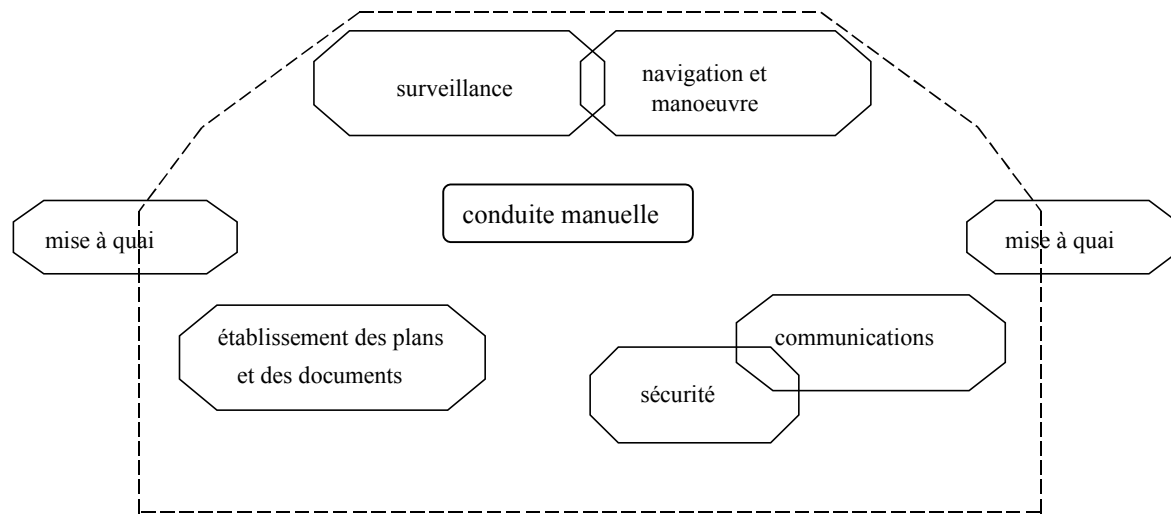 surveillance
navigation et
manoeuvre
conduite manuelle
mise à quai
mise à quai
établissement des plans
et des documents
communications
sécurité